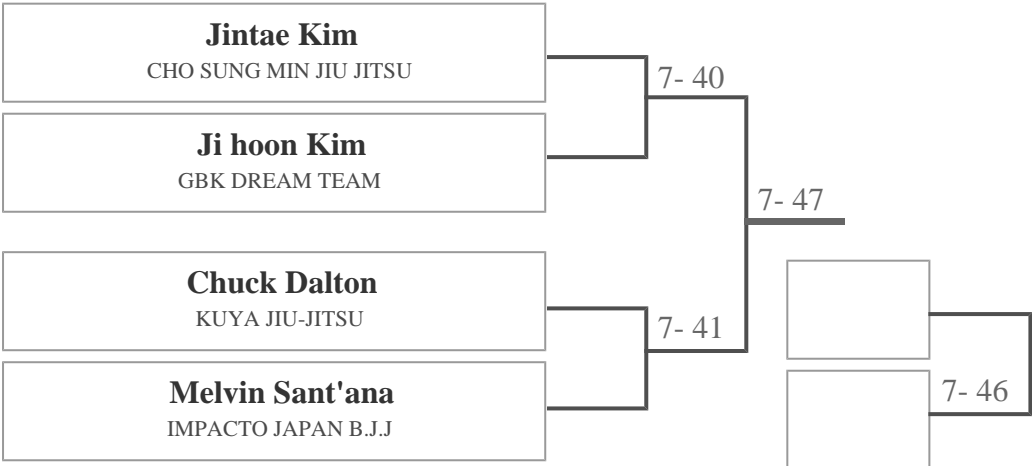 Jintae Kim
CHO SUNG MIN JIU JITSU
7- 40
Ji hoon Kim
GBK DREAM TEAM
7- 47
Chuck Dalton
KUYA JIU-JITSU
7- 41
Melvin Sant'ana
IMPACTO JAPAN B.J.J
7- 46